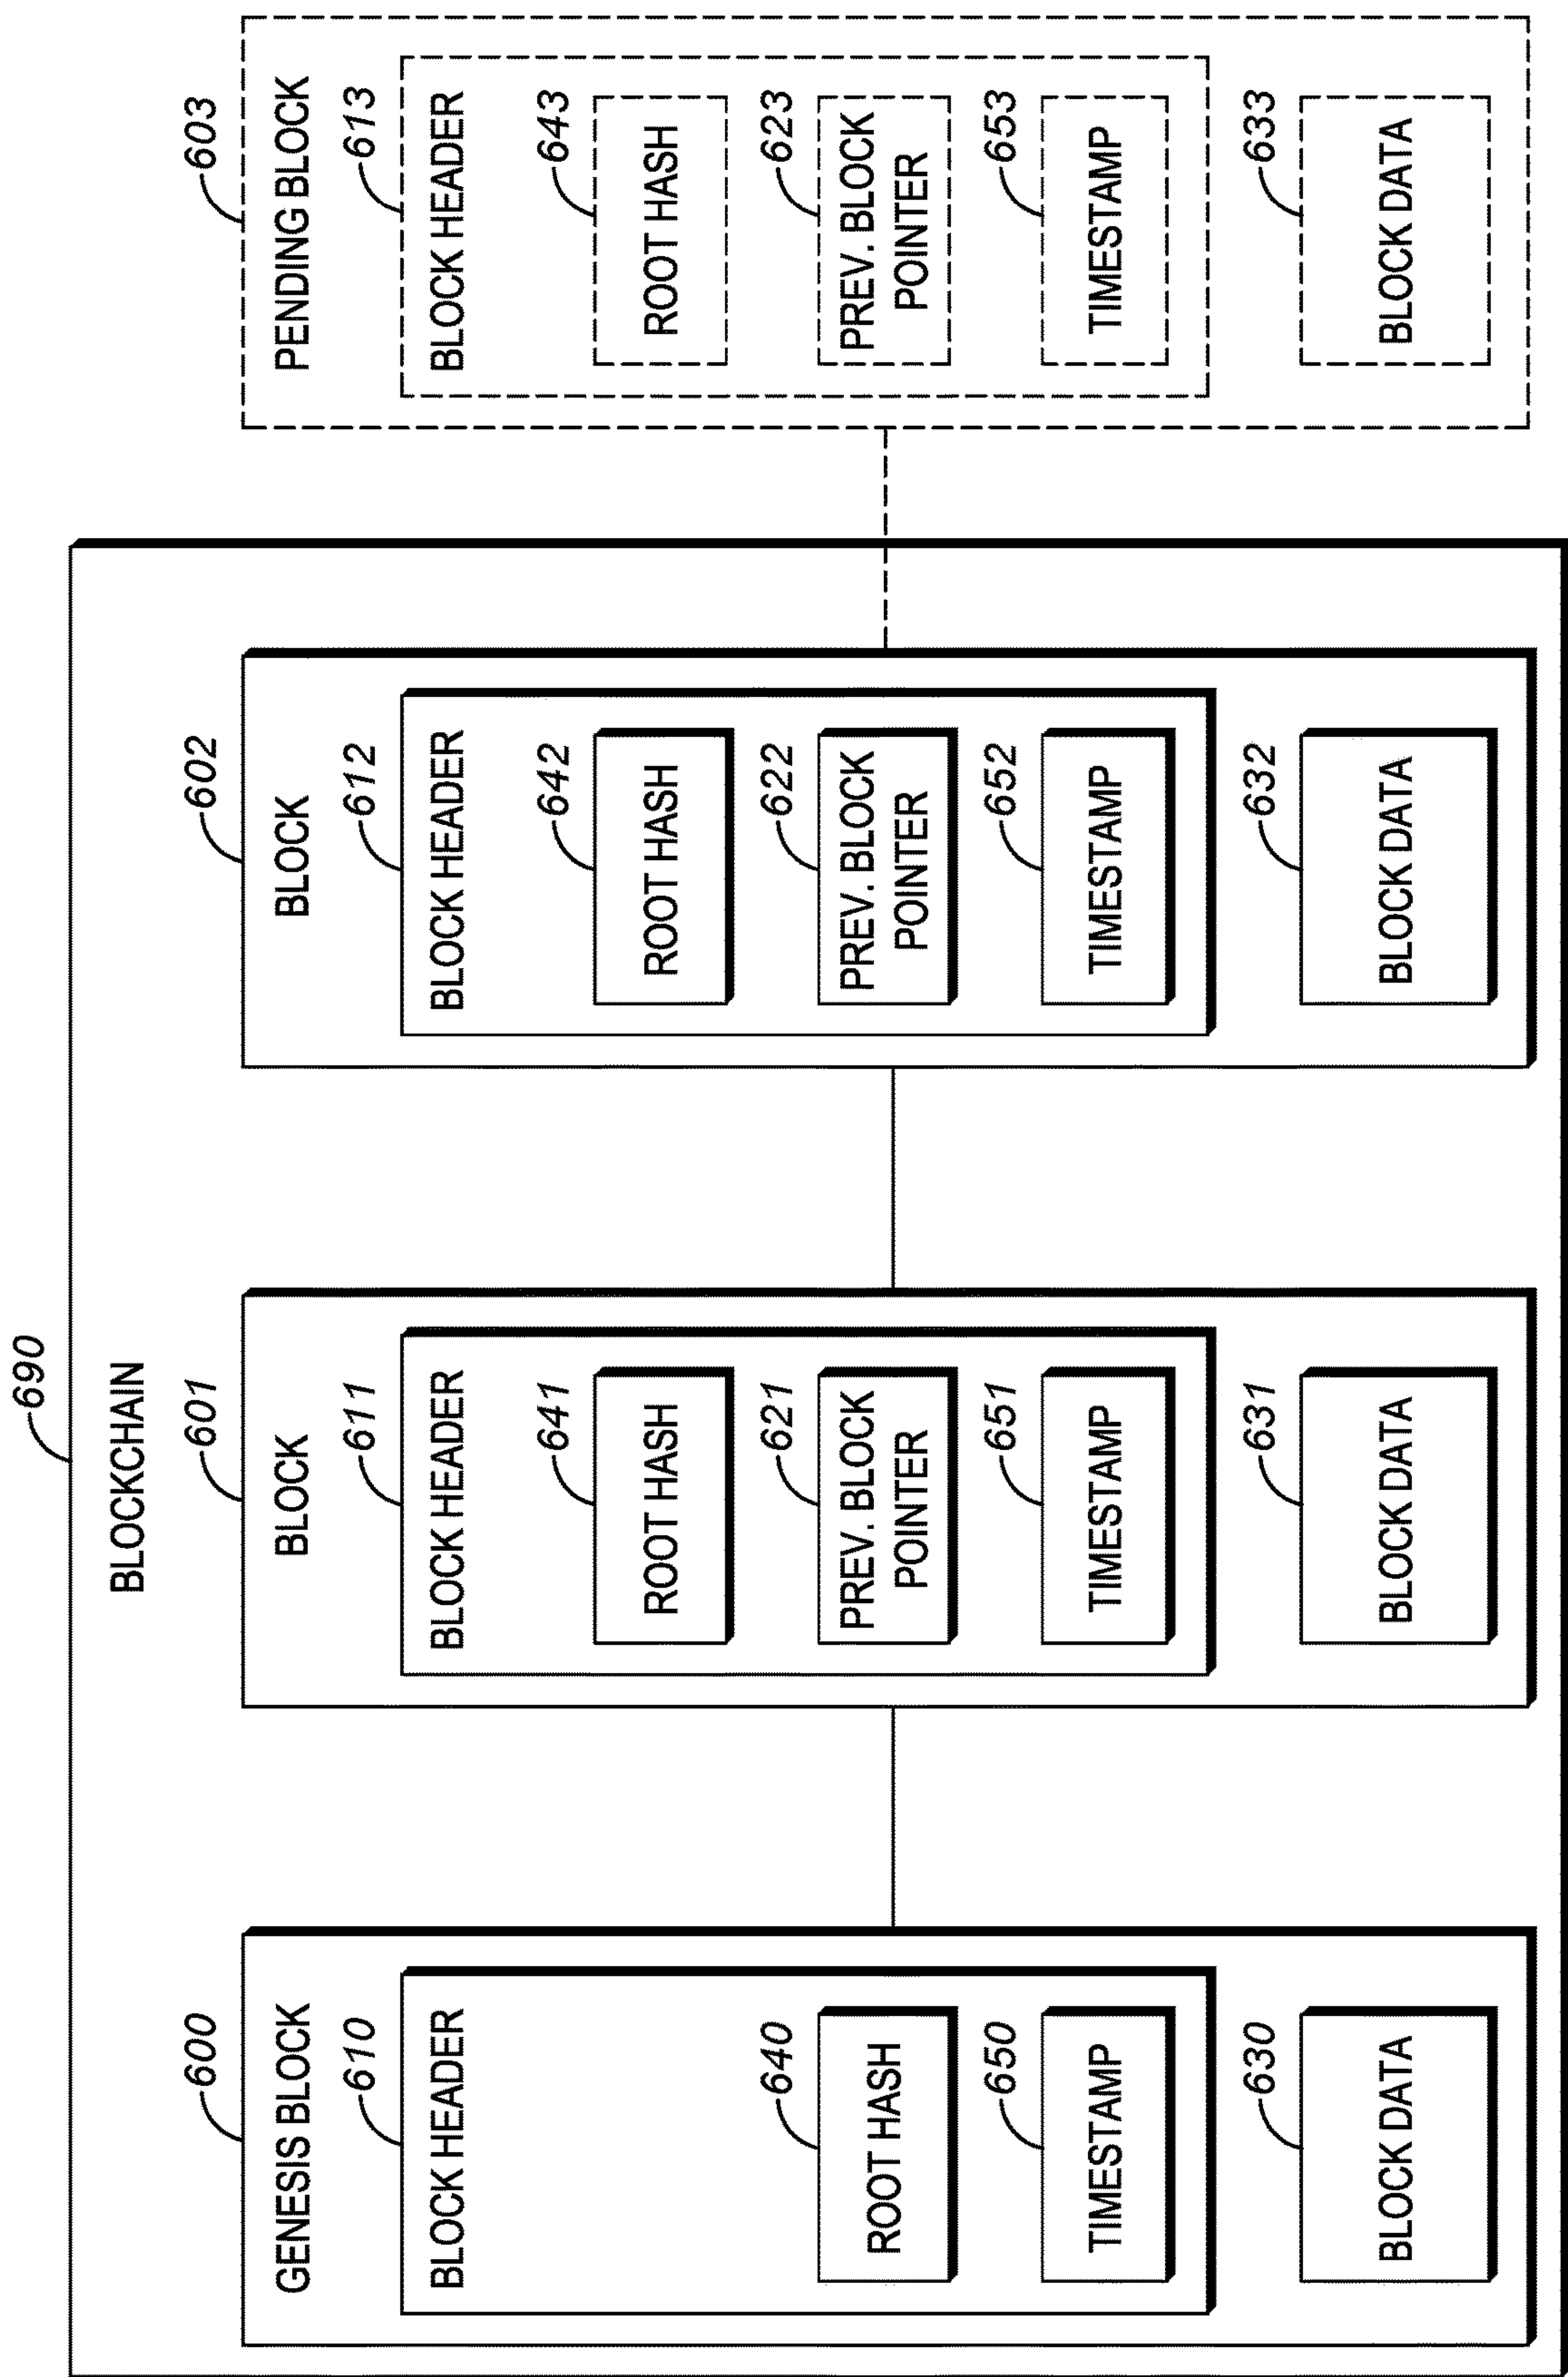 690
BLOCKCHAIN
600
GENESIS BLOCK
610
BLOCK HEADER
640
ROOT HASH
650
TIMESTAMP
630
BLOCK DATA
601
BLOCK
611
BLOCK HEADER
641
ROOT HASH
621
PREV. BLOCK
POINTER
651
TIMESTAMP
631
BLOCK DATA
602
BLOCK
612
BLOCK HEADER
642
ROOT HASH
622
PREV. BLOCK
POINTER
652
TIMESTAMP
632
BLOCK DATA
603
PENDING BLOCK
613
BLOCK HEADER
643
ROOT HASH
623
PREV. BLOCK
POINTER
653
TIMESTAMP
633
BLOCK DATA